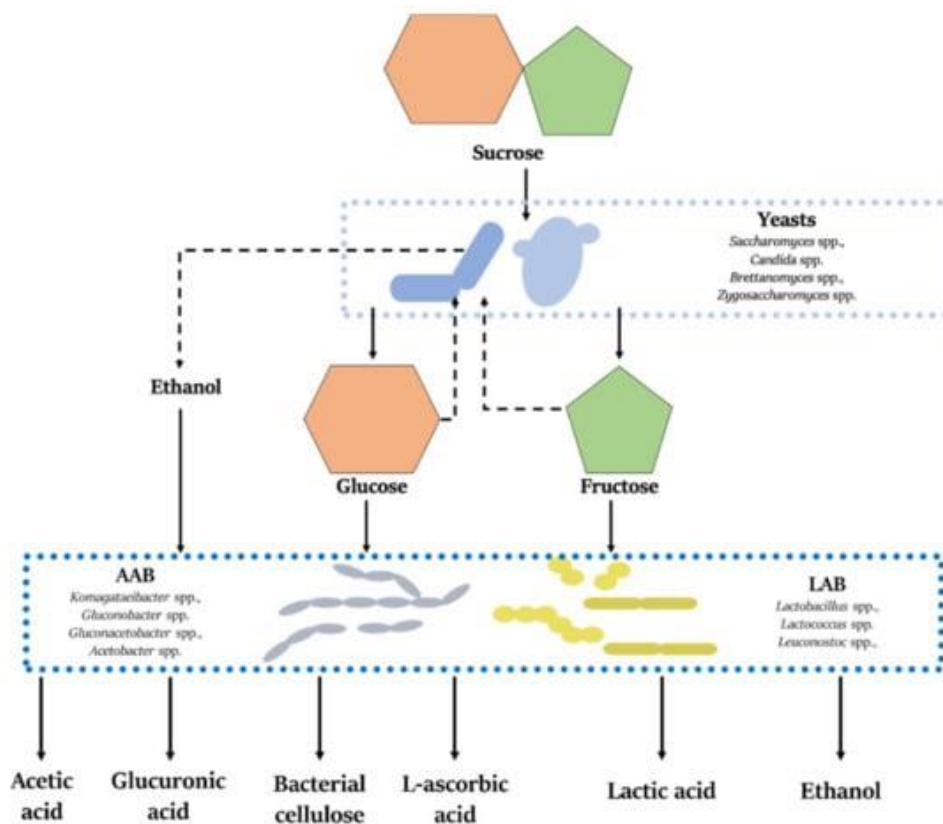 Sucrose
Yeasts
Saccharomyces spp.,
Candida spp.
Brettanomyces spp.,
Zygosaccharomyces spp.
Ethanol
Glucose
Fructose
AAB
Komagataeibacter spp.,
Gluconobacter spp.
Gluconacetobacter spp.,
Acetobacter spp.
LAB
Lactobacillus spp.,
Lactococcus spp.
Leuconostoc spp.,
Acetic
acid
Glucuronic
acid
Bacterial
cellulose
L-ascorbic
acid
Lactic acid
Ethanol